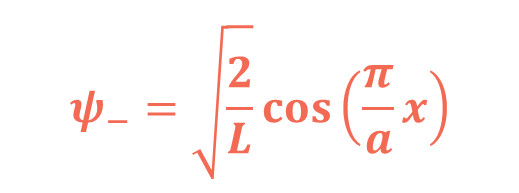 ψ₋ = √(2/L) cos(π/a x)